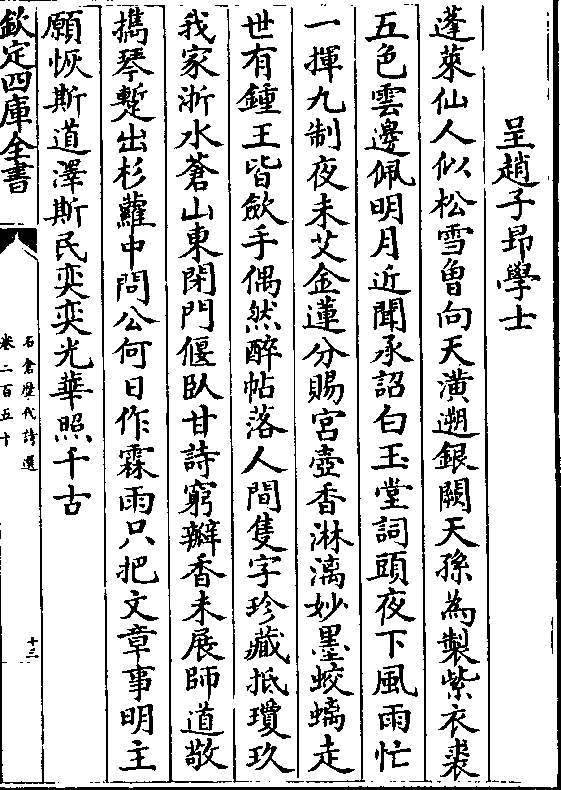 呈趙子昂學士
蓬萊仙人似松雪曾向天潢遡銀闕天孫為製紫衣裘
五色雲邊佩明月近聞承詔白玉堂詞頭夜下風雨忙
一揮九制夜未艾金蓮分賜宮壺香淋漓妙墨蛟螭走
世有鍾王皆斂手偶然醉帖落人間隻字珍藏抵瓊玖
我家浙水蒼山東閉門偃臥甘詩窮瓣香未展師道敬
攜琴蹔出杉蘿中問公何日作霖雨只把文章事明主
願恢斯道澤斯民奕奕光華照千古
欽定四庫全書
石倉歷代詩選
卷二百五十
十三